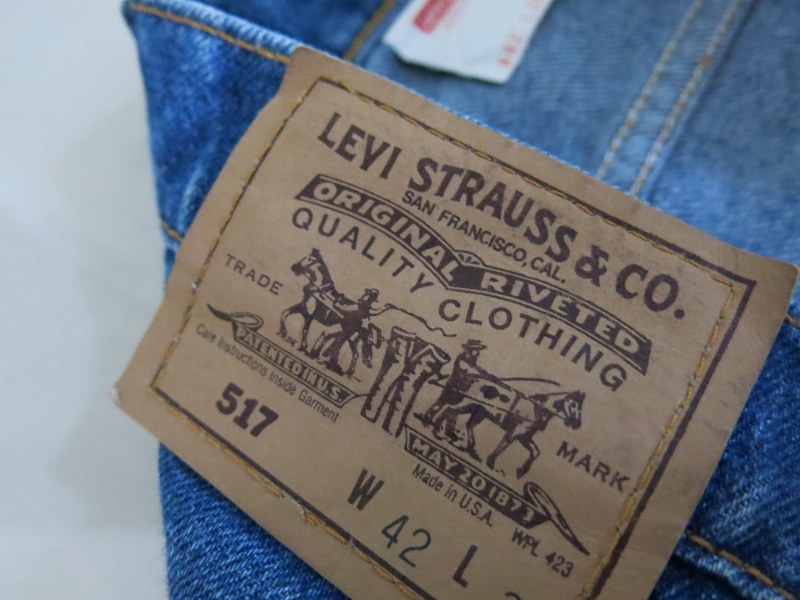 LEVI STRAUSS & CO.
SAN FRANCISCO, CAL.
ORIGINAL RIVETED
QUALITY CLOTHING
TRADE MARK
PATENTED IN U.S.
MAY 20 1873
Care Instructions Inside Garment
Made in U.S.A.
WPL 423
517
W 42 L